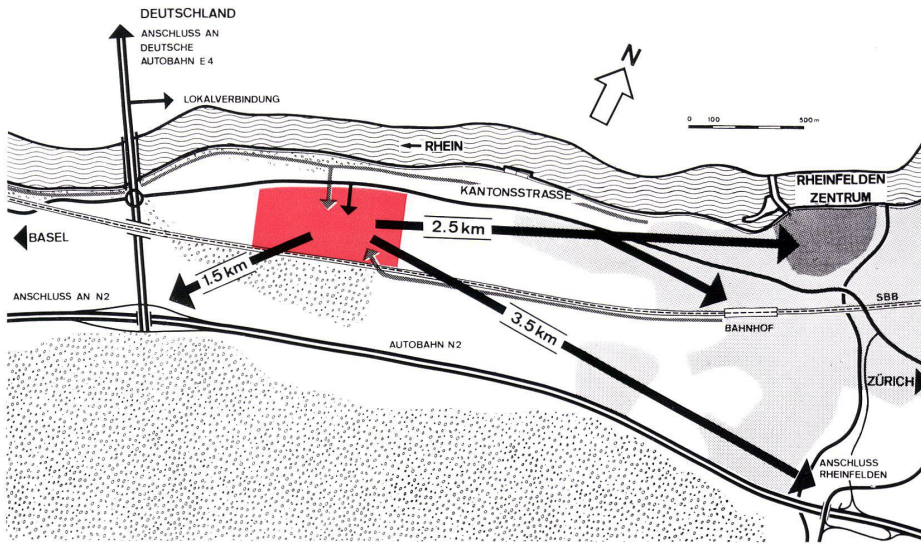 DEUTSCHLAND
ANSCHLUSS AN
DEUTSCHE
AUTOBAHN E 4
LOKALVERBINDUNG
N
0 100 500 m
RHEIN
KANTONSSTRASSE
RHEINFELDEN
ZENTRUM
BASEL
2.5 km
1.5 km
3.5 km
ANSCHLUSS AN N2
SBB
BAHNHOF
AUTOBAHN N2
ZÜRICH
ANSCHLUSS
RHEINFELDEN